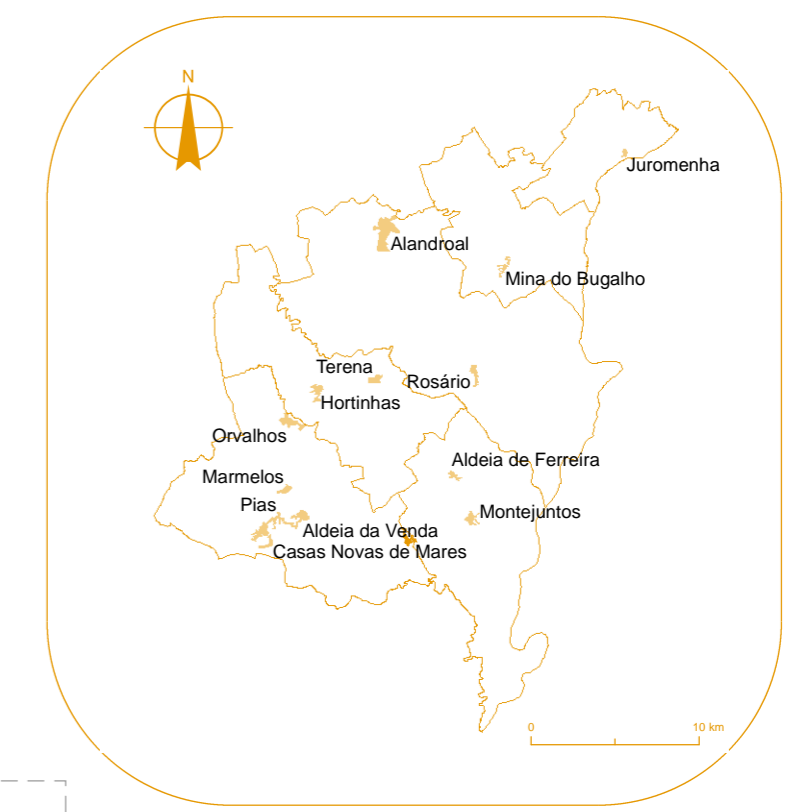 N
Juromenha
Alandroal
Mina do Bugalho
Terena
Rosário
Hortinhas
Orvalhos
Aldeia de Ferreira
Marmelos
Pias
Montejuntos
Aldeia da Venda
Casas Novas de Mares
0 10 km